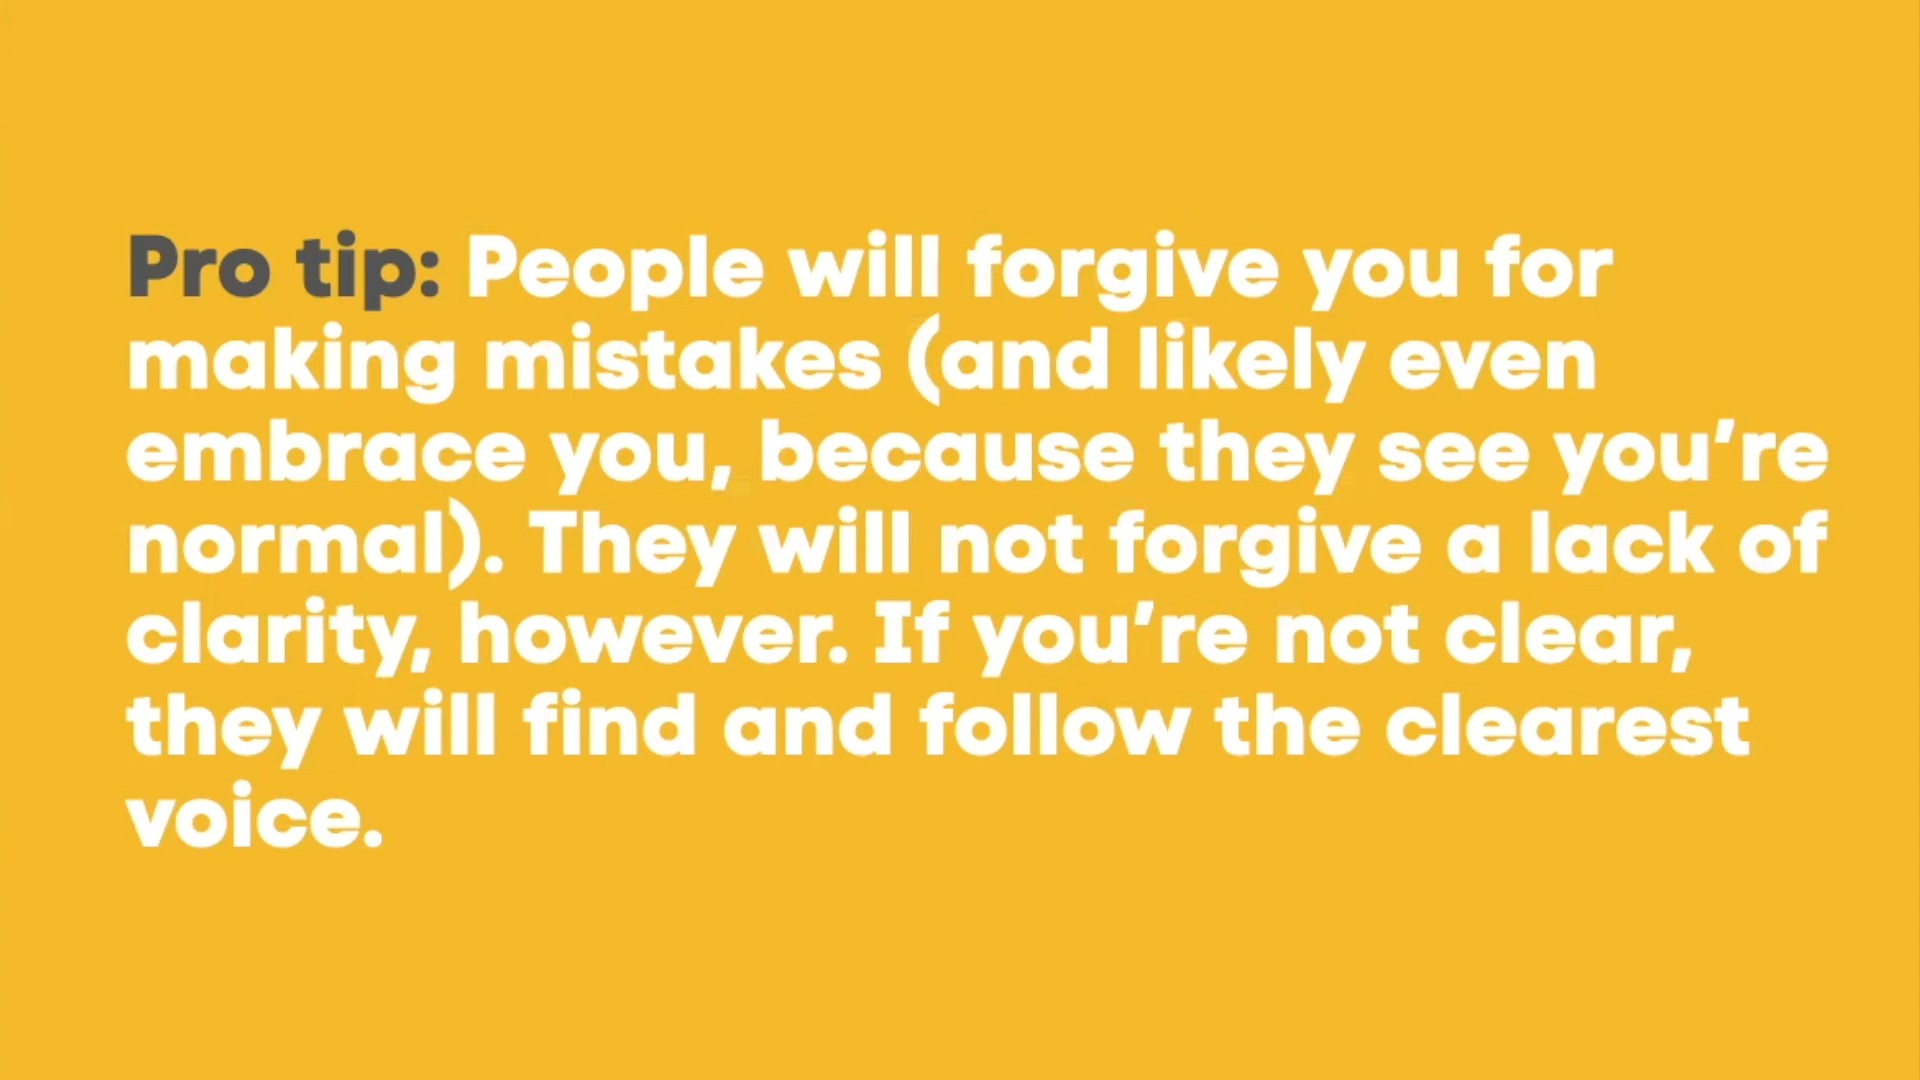 Pro tip: People will forgive you for
making mistakes (and likely even
embrace you, because they see you’re
normal). They will not forgive a lack of
clarity, however. If you’re not clear,
they will find and follow the clearest
voice.